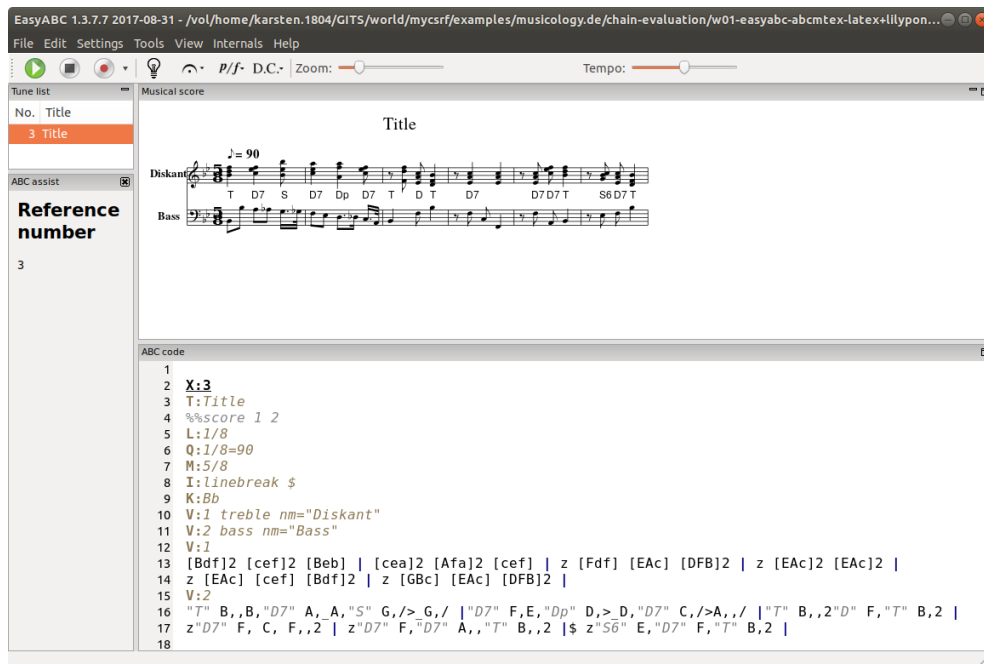 EasyABC 1.3.7.7 2017-08-31 - /vol/home/karsten.1804/GITS/world/mycsrf/examples/musicology.de/chain-evaluation/w01-easyabc-abcmtex-latex+lilypon...
File Edit Settings Tools View Internals Help
p/f D.C. Zoom: Tempo:
Tune list
No. Title
3 Title
ABC assist
Reference
number
3
Musical score
Title
♪= 90
Diskant
T D7 S D7 Dp D7 T D T D7 D7 D7 T S6 D7 T
Bass
ABC code
1
2 X:3
3 T:Title
4 %%score 1 2
5 L:1/8
6 Q:1/8=90
7 M:5/8
8 I:linebreak $
9 K:Bb
10 V:1 treble nm="Diskant"
11 V:2 bass nm="Bass"
12 V:1
13 [Bdf]2 [cef]2 [Beb] | [cea]2 [Afa]2 [cef] | z [Fdf] [EAc] [DFB]2 | z [EAc]2 [EAc]2 |
14 z [EAc] [cef] [Bdf]2 | z [GBc] [EAc] [DFB]2 |
15 V:2
16 "T" B,,B,"D7" A,_A,"S" G,/>_G,/ |"D7" F,E,"Dp" D,>_D,"D7" C,/>A,,/ |"T" B,,2"D" F,"T" B,2 |
17 z"D7" F, C, F,,2 | z"D7" F,"D7" A,,"T" B,,2 |$ z"S6" E,"D7" F,"T" B,2 |
18